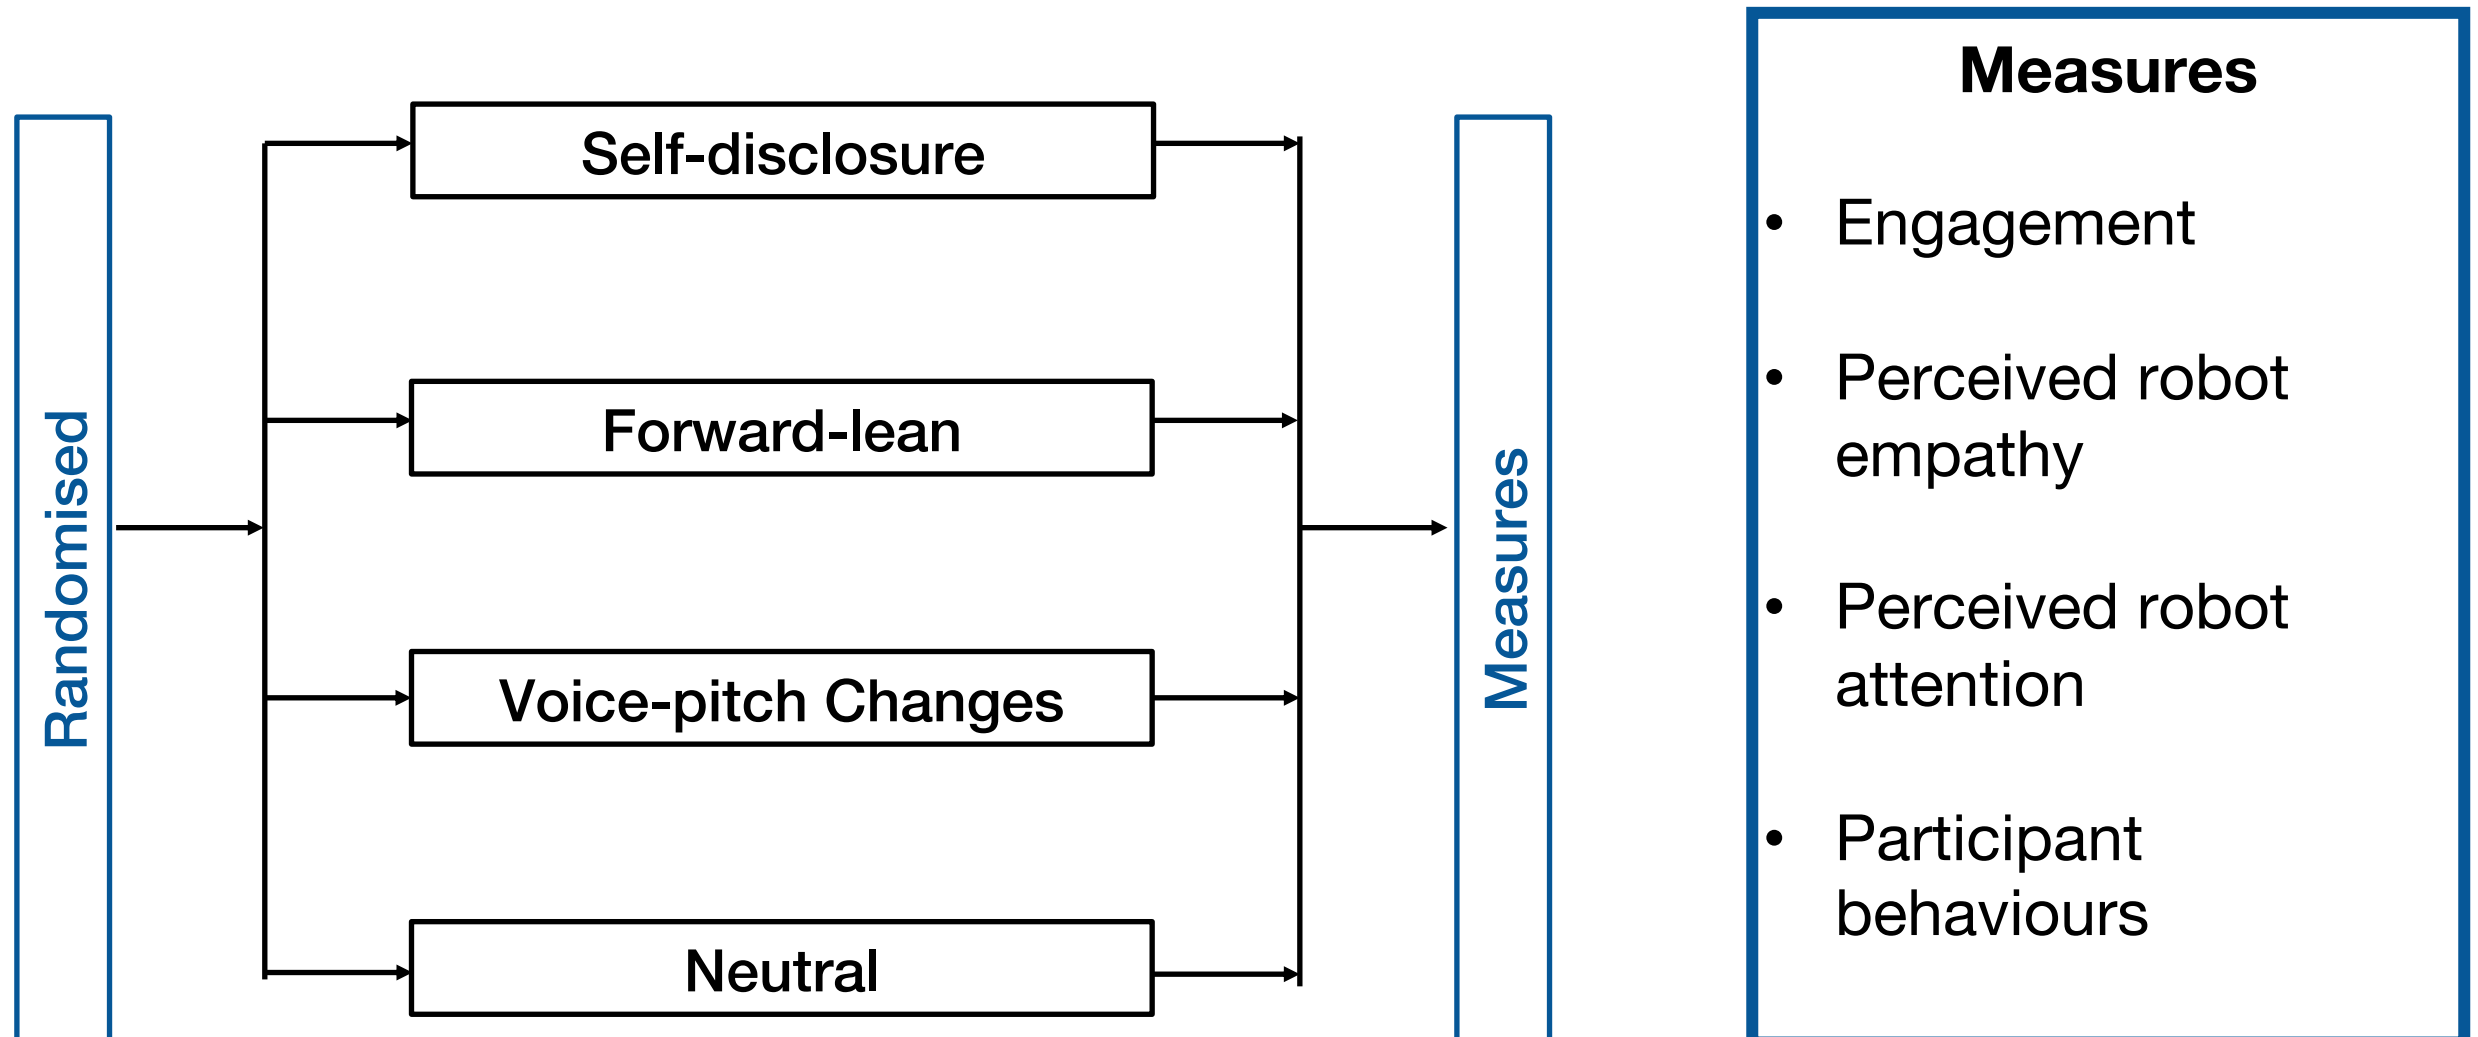 Randomised
Self-disclosure
Forward-lean
Voice-pitch Changes
Neutral
Measures
Measures
• Engagement
• Perceived robot
empathy
• Perceived robot
attention
• Participant
behaviours